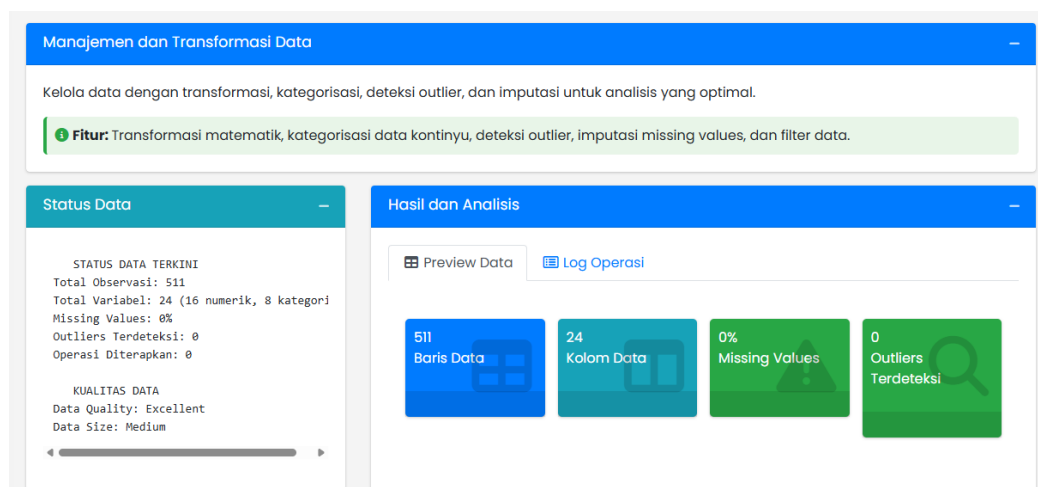 Manajemen dan Transformasi Data
Kelola data dengan transformasi, kategorisasi, deteksi outlier, dan imputasi untuk analisis yang optimal.
Fitur: Transformasi matematik, kategorisasi data kontinyu, deteksi outlier, imputasi missing values, dan filter data.
Status Data
STATUS DATA TERKINI
Total Observasi: 511
Total Variabel: 24 (16 numerik, 8 kategori
Missing Values: 0%
Outliers Terdeteksi: 0
Operasi Diterapkan: 0
KUALITAS DATA
Data Quality: Excellent
Data Size: Medium
Hasil dan Analisis
Preview Data
Log Operasi
511
Baris Data
24
Kolom Data
0%
Missing Values
0
Outliers
Terdeteksi